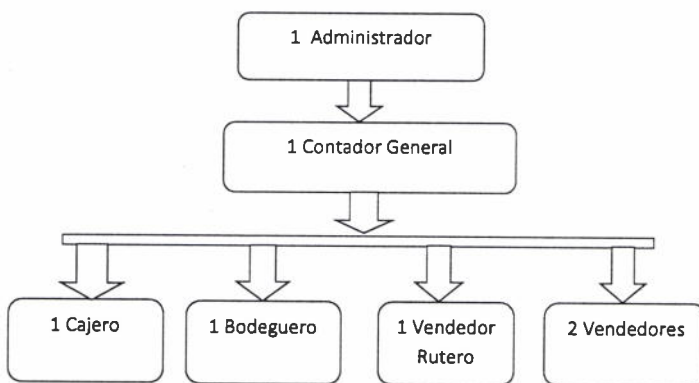 1 Administrador
1 Contador General
1 Cajero
1 Bodeguero
1 Vendedor
Rutero
2 Vendedores